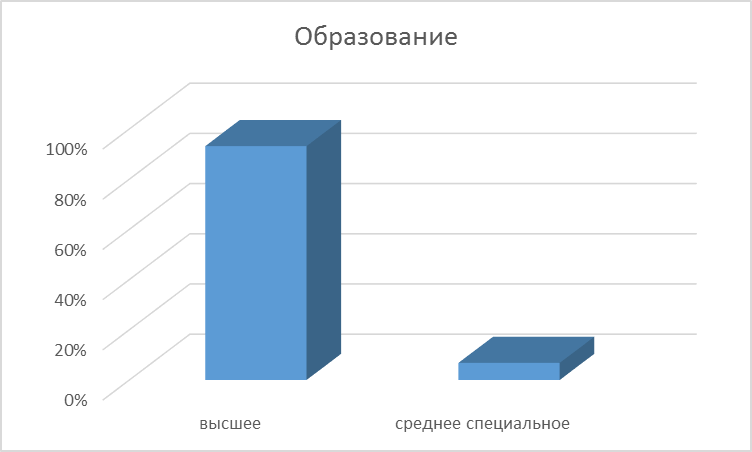 Образование
100%
80%
60%
40%
20%
0%
высшее
среднее специальное